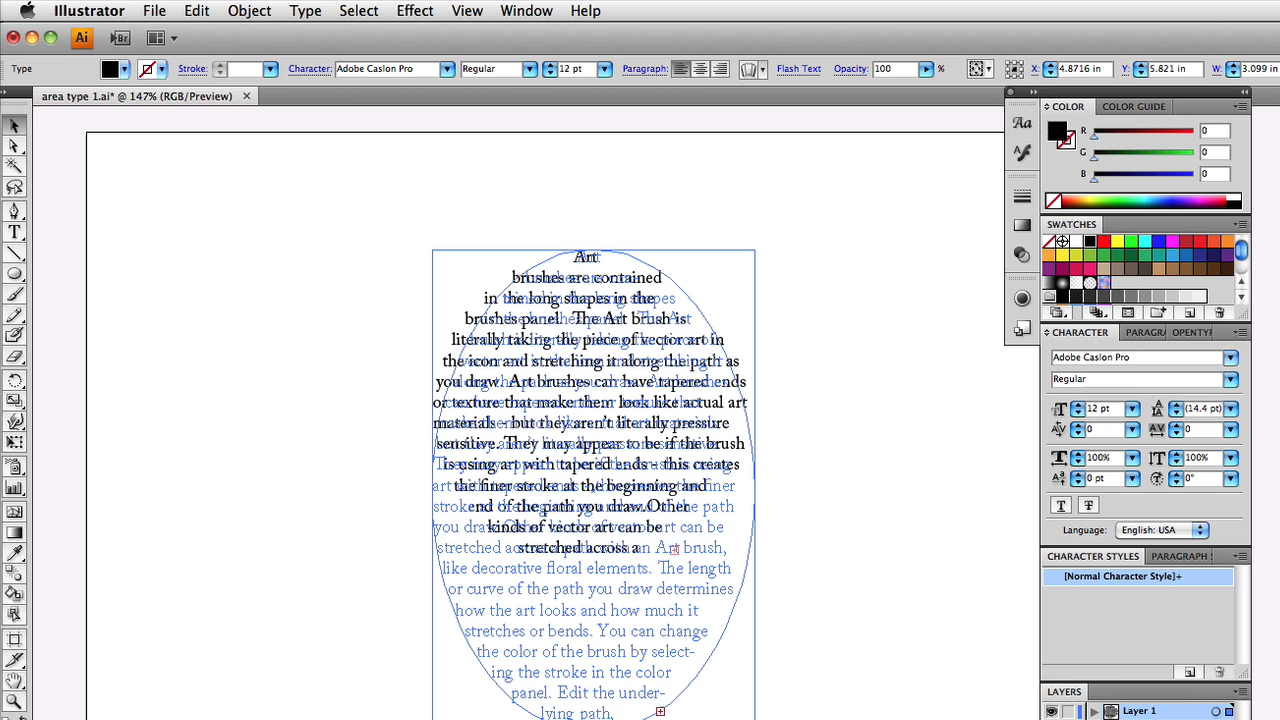 Illustrator File Edit Object Type Select Effect View Window Help
Ai Br
Type Stroke: Character: Adobe Caslon Pro Regular 12 pt Paragraph: Flash Text Opacity: 100 % X: 4.8716 in Y: 5.821 in W: 3.099 in
area type 1.ai* @ 147% (RGB/Preview)
COLOR COLOR GUIDE
R 0
G 0
B 0
SWATCHES
CHARACTER PARAGR OPENTY
Adobe Caslon Pro
Regular
12 pt (14.4 pt)
0 0
100% 100%
0 pt 0°
Language: English: USA
CHARACTER STYLES PARAGRAPH
[Normal Character Style]+
LAYERS
Layer 1
Art
brushes are contained
in the long shapes in the
brushes panel. The Art brush is
literally taking the piece of vector art in
the icon and stretching it along the path as
you draw. Art brushes can have tapered ends
or texture that make them look like actual art
materials - but they aren't literally pressure
sensitive. They may appear to be if the brush
is using art with tapered ends - this creates
the finer stroke at the beginning and
end of the path you draw. Other
kinds of vector art can be
stretched across a
like decorative floral elements. The length
or curve of the path you draw determines
how the art looks and how much it
stretches or bends. You can change
the color of the brush by select-
ing the stroke in the color
panel. Edit the under-
lying path,